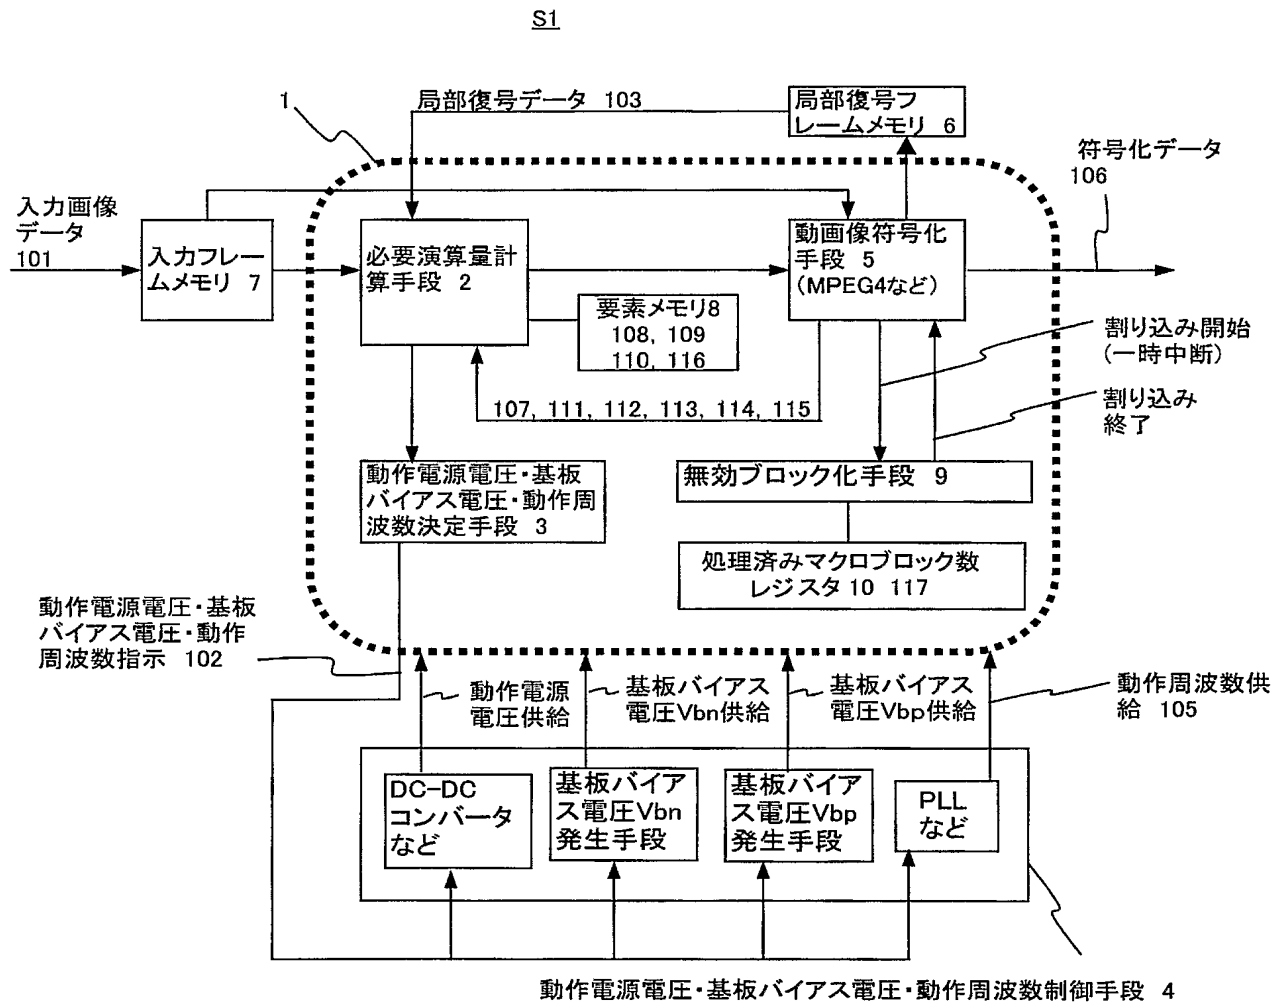 S1
1
局部復号データ 103
局部復号フ
レームメモリ 6
符号化データ
106
入力画像
データ
101
入力フレー
ムメモリ 7
必要演算量計
算手段 2
動画像符号化
手段 5
(MPEG4など)
要素メモリ8
108, 109
110, 116
割り込み開始
(一時中断)
107, 111, 112, 113, 114, 115
割り込み
終了
動作電源電圧・基板
バイアス電圧・動作周
波数決定手段 3
無効ブロック化手段 9
処理済みマクロブロック数
レジスタ10 117
動作電源電圧・基板
バイアス電圧・動作
周波数指示 102
動作電源
電圧供給
基板バイアス
電圧Vbn供給
基板バイアス
電圧Vbp供給
動作周波数供
給 105
DC-DC
コンバータ
など
基板バイア
ス電圧Vbn
発生手段
基板バイア
ス電圧Vbp
発生手段
PLL
など
動作電源電圧・基板バイアス電圧・動作周波数制御手段 4